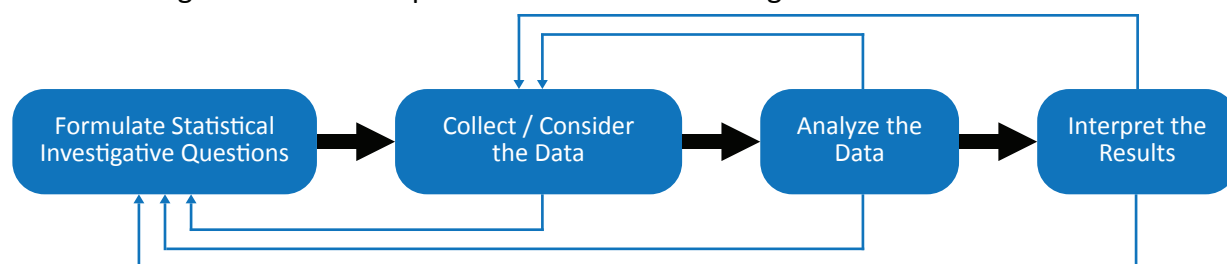 Formulate Statistical
Investigative Questions
Collect / Consider
the Data
Analyze the
Data
Interpret the
Results